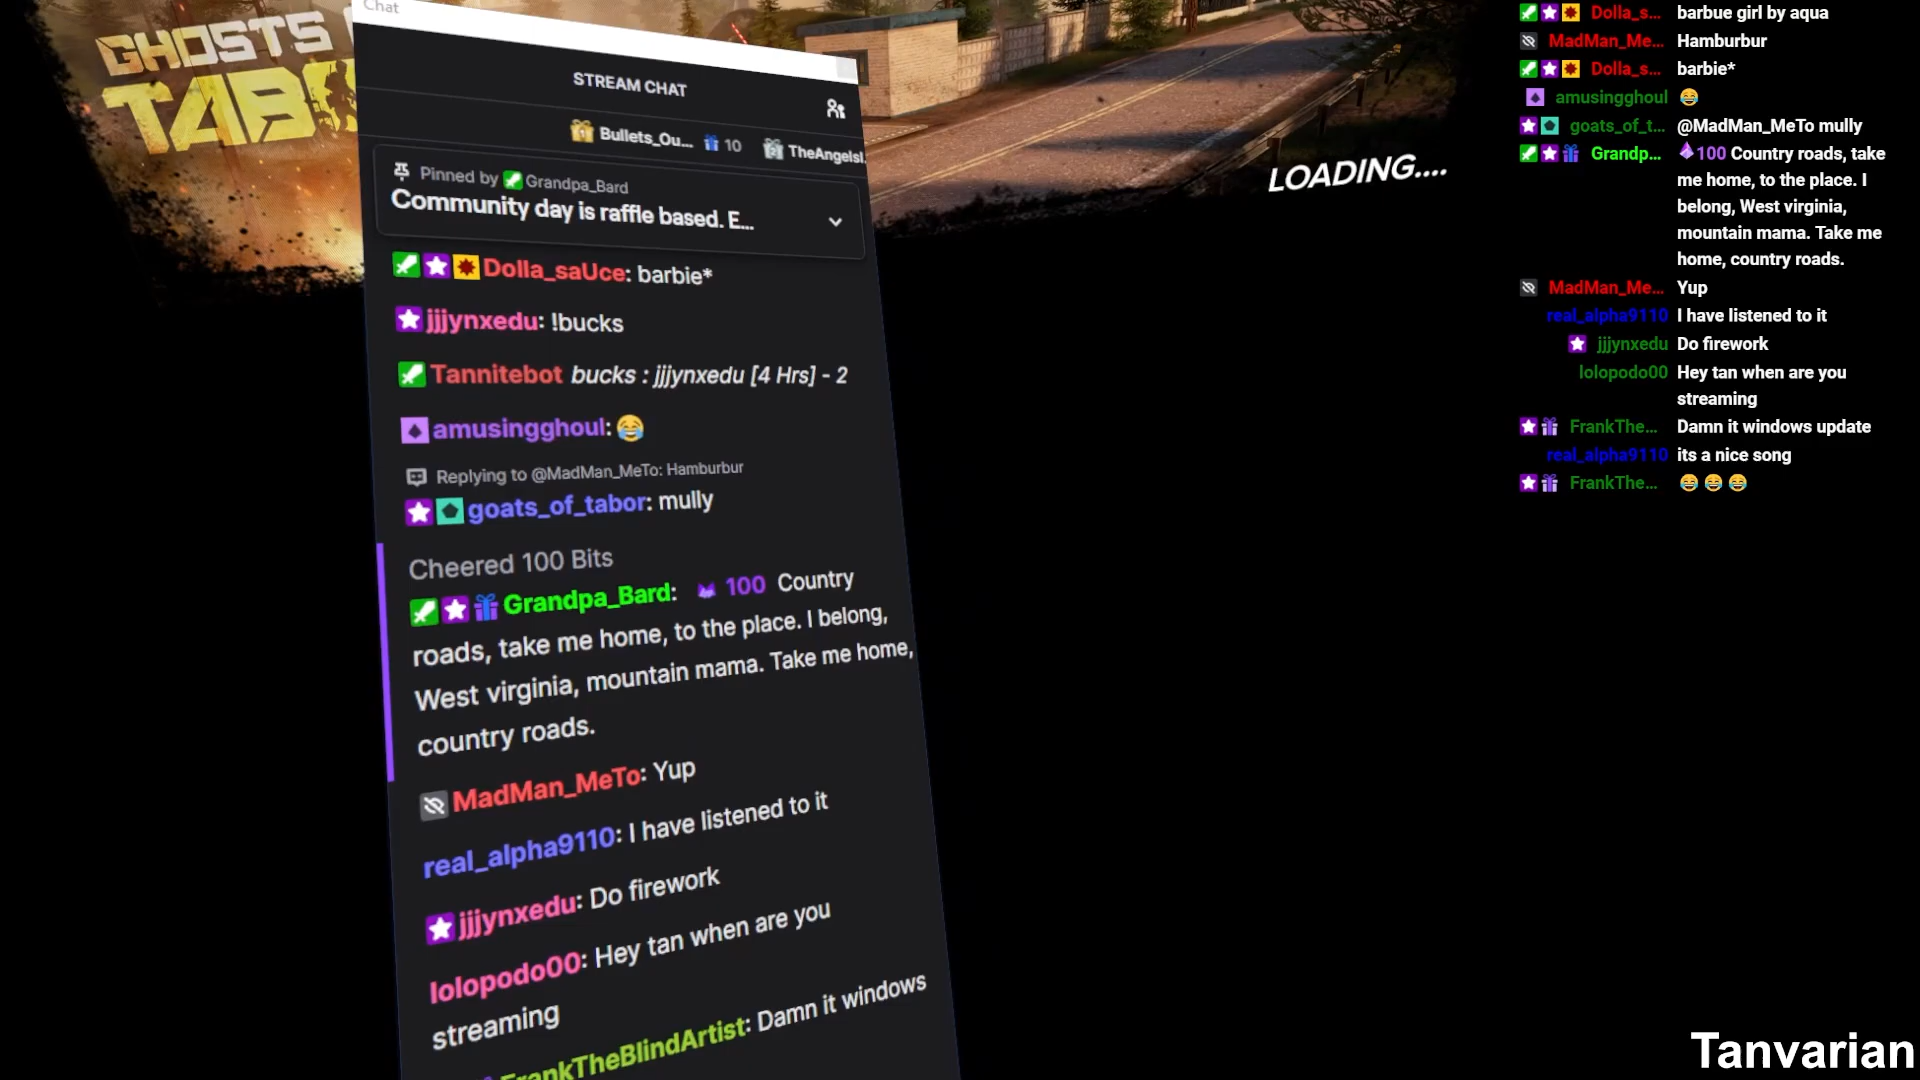 Chat
GHOSTS
TABO
STREAM CHAT
Bullets_Ou... 10 TheAngelsI
Pinned by Grandpa_Bard
Community day is raffle based. E...
Dolla_saUce: barbie*
jjjynxedu: !bucks
Tannitebot bucks : jjjynxedu [4 Hrs] - 2
amusingghoul: 😂
Replying to @MadMan_MeTo: Hamburbur
goats_of_tabor: mully
Cheered 100 Bits
Grandpa_Bard: 100 Country
roads, take me home, to the place. I belong,
West virginia, mountain mama. Take me home,
country roads.
MadMan_MeTo: Yup
real_alpha9110: I have listened to it
jjjynxedu: Do firework
lolopodo00: Hey tan when are you
streaming
FrankTheBlindArtist: Damn it windows
LOADING....
Dolla_s... barbue girl by aqua
MadMan_Me... Hamburbur
Dolla_s... barbie*
amusingghoul 😂
goats_of_t... @MadMan_MeTo mully
Grandp... 100 Country roads, take
me home, to the place. I
belong, West virginia,
mountain mama. Take me
home, country roads.
MadMan_Me... Yup
real_alpha9110 I have listened to it
jjjynxedu Do firework
lolopodo00 Hey tan when are you
streaming
FrankThe... Damn it windows update
real_alpha9110 its a nice song
FrankThe... 😂 😂 😂
Tanvarian